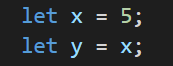 let x = 5;
let y = x;